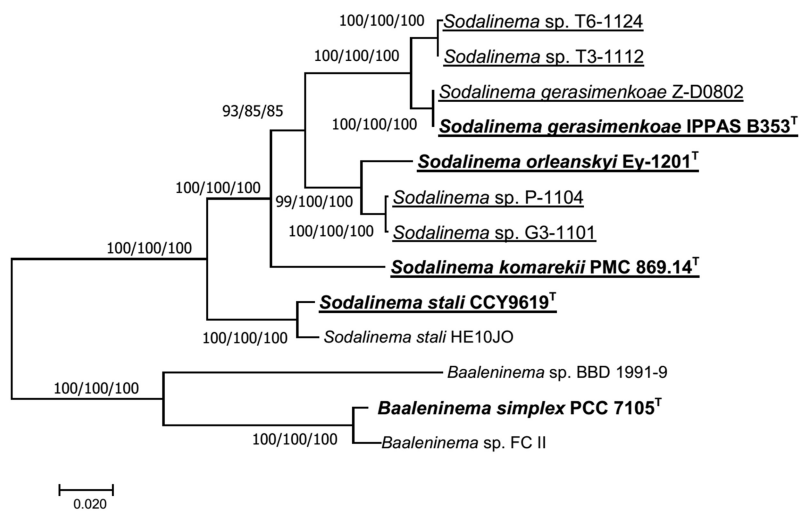 100/100/100
Sodalinema sp. T6-1124
100/100/100
Sodalinema sp. T3-1112
Sodalinema gerasimenkoae Z-D0802
93/85/85
100/100/100
Sodalinema gerasimenkoae IPPAS B353ᵀ
Sodalinema orleanskyi Ey-1201ᵀ
100/100/100
99/100/100
Sodalinema sp. P-1104
100/100/100
Sodalinema sp. G3-1101
100/100/100
Sodalinema komarekii PMC 869.14ᵀ
Sodalinema stali CCY9619ᵀ
100/100/100
Sodalinema stali HE10JO
Baaleninema sp. BBD 1991-9
100/100/100
Baaleninema simplex PCC 7105ᵀ
100/100/100
Baaleninema sp. FC II
0.020